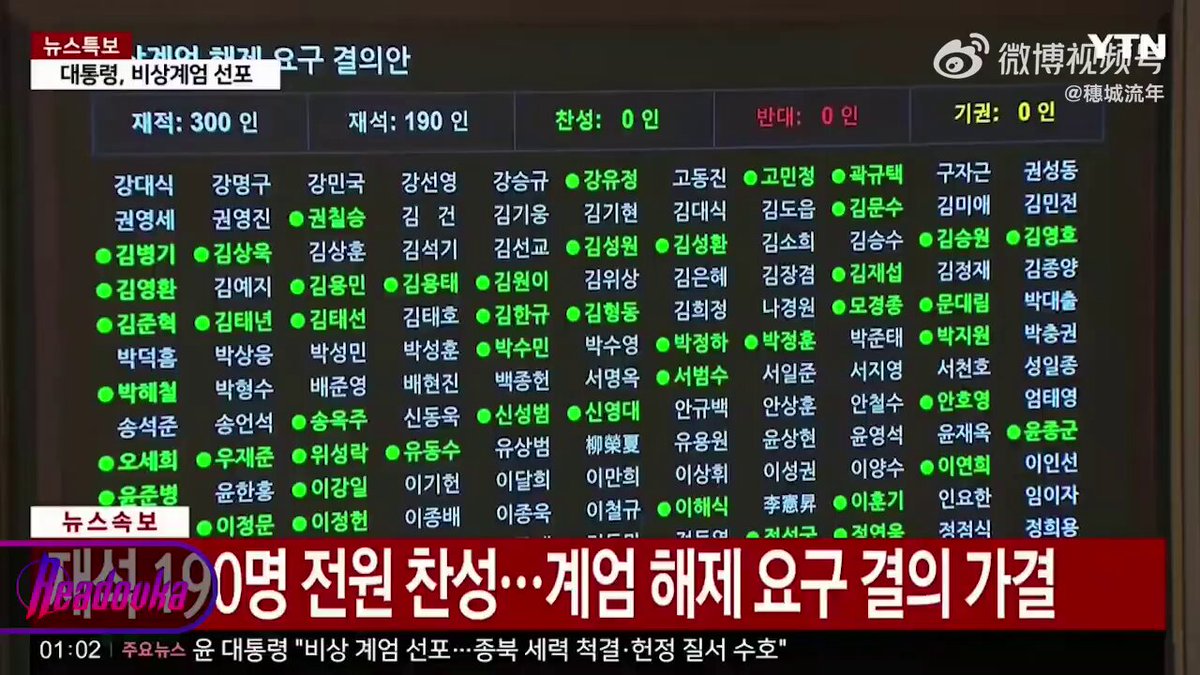 뉴스특보
상계엄 해제 요구 결의안
YTN
微博视频号
대통령, 비상계엄 선포
@穗城流年
재적: 300 인 재석: 190 인 찬성: 0 인 반대: 0 인 기권: 0 인
강대식 강명구 강민국 강선영 강승규 강유정 고동진 고민정 곽규택 구자근 권성동
권영세 권영진 권칠승 김 건 김기웅 김기현 김대식 김도읍 김문수 김미애 김민전
김병기 김상욱 김상훈 김석기 김선교 김성원 김성환 김소희 김승수 김승원 김영호
김영환 김예지 김용민 김용태 김원이 김위상 김은혜 김장겸 김재섭 김정재 김종양
김준혁 김태년 김태선 김태호 김한규 김형동 김희정 나경원 모경종 문대림 박대출
박덕흠 박상웅 박성민 박성훈 박수민 박수영 박정하 박정훈 박준태 박지원 박충권
박해철 박형수 배준영 배현진 백종헌 서명옥 서범수 서일준 서지영 서천호 성일종
송석준 송언석 송옥주 신동욱 신성범 신영대 안규백 안상훈 안철수 안호영 엄태영
오세희 우재준 위성락 유동수 유상범 柳榮夏 유용원 윤상현 윤영석 윤재옥 윤종군
윤준병 윤한홍 이강일 이기헌 이달희 이만희 이상휘 이성권 이양수 이연희 이인선
이정문 이정헌 이종배 이종욱 이철규 이해식 李憲昇 이훈기 인요한 임이자
정점식 정희용
뉴스속보
재석 190명 전원 찬성…계엄 해제 요구 결의 가결
Readovka
01:02 주요뉴스 윤 대통령 "비상 계엄 선포…종북 세력 척결·헌정 질서 수호"